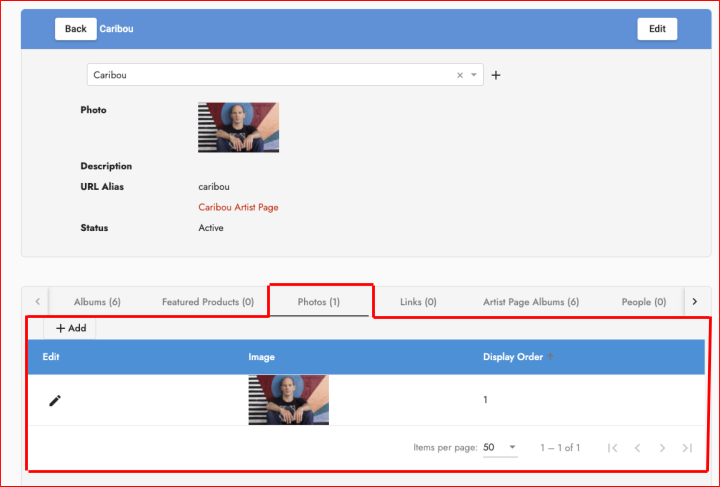 Back Caribou Edit
Caribou × +
Photo
Description
URL Alias caribou
Caribou Artist Page
Status Active
Albums (6) Featured Products (0) Photos (1) Links (0) Artist Page Albums (6) People (0)
+ Add
Edit Image Display Order ↑
1
Items per page: 50 1 – 1 of 1